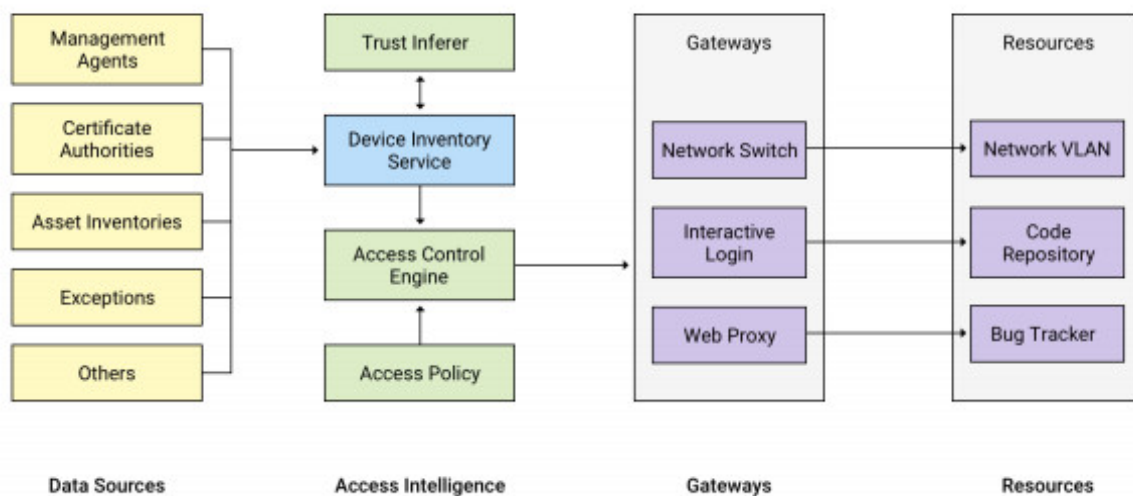 Management
Agents
Certificate
Authorities
Asset Inventories
Exceptions
Others
Data Sources
Trust Inferer
Device Inventory
Service
Access Control
Engine
Access Policy
Access Intelligence
Gateways
Network Switch
Interactive
Login
Web Proxy
Gateways
Resources
Network VLAN
Code
Repository
Bug Tracker
Resources